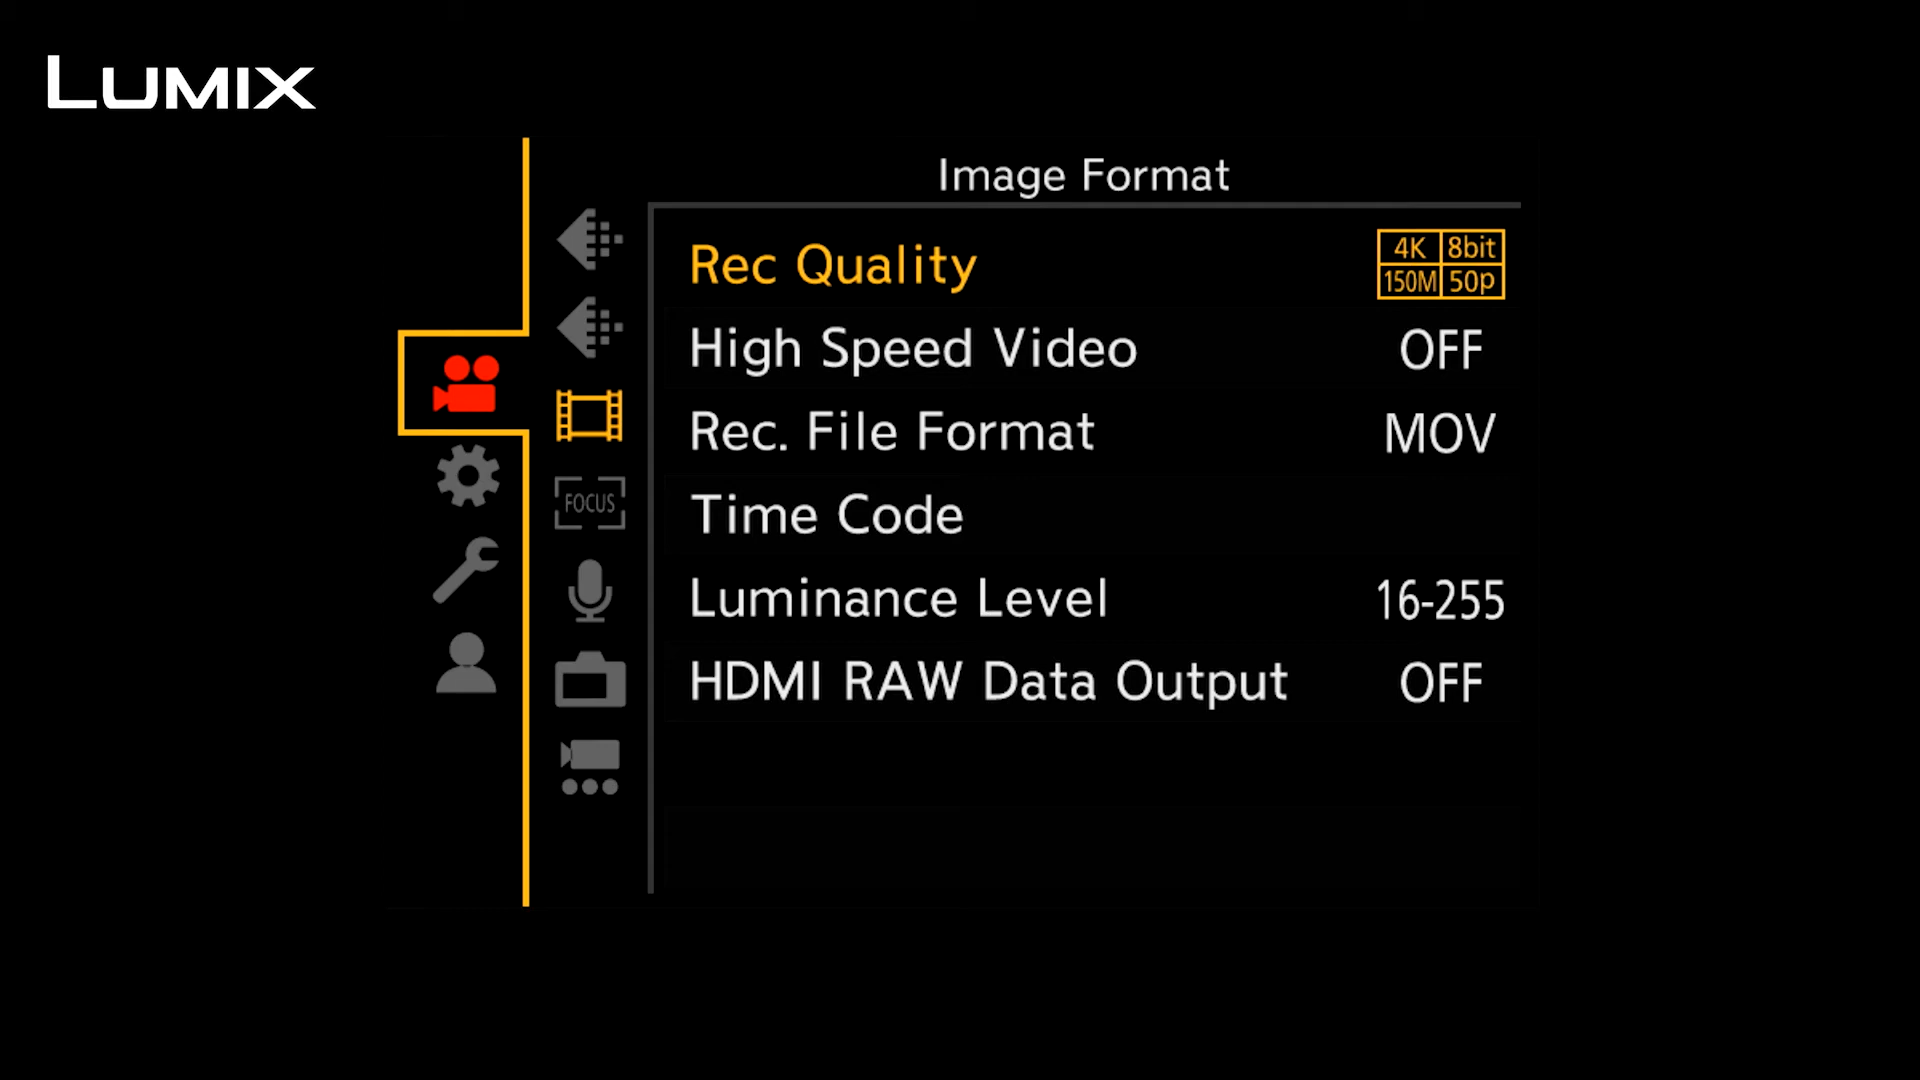 LUMIX
Image Format
Rec Quality 4K 8bit 150M 50p
High Speed Video OFF
Rec. File Format MOV
FOCUS
Time Code
Luminance Level 16-255
HDMI RAW Data Output OFF